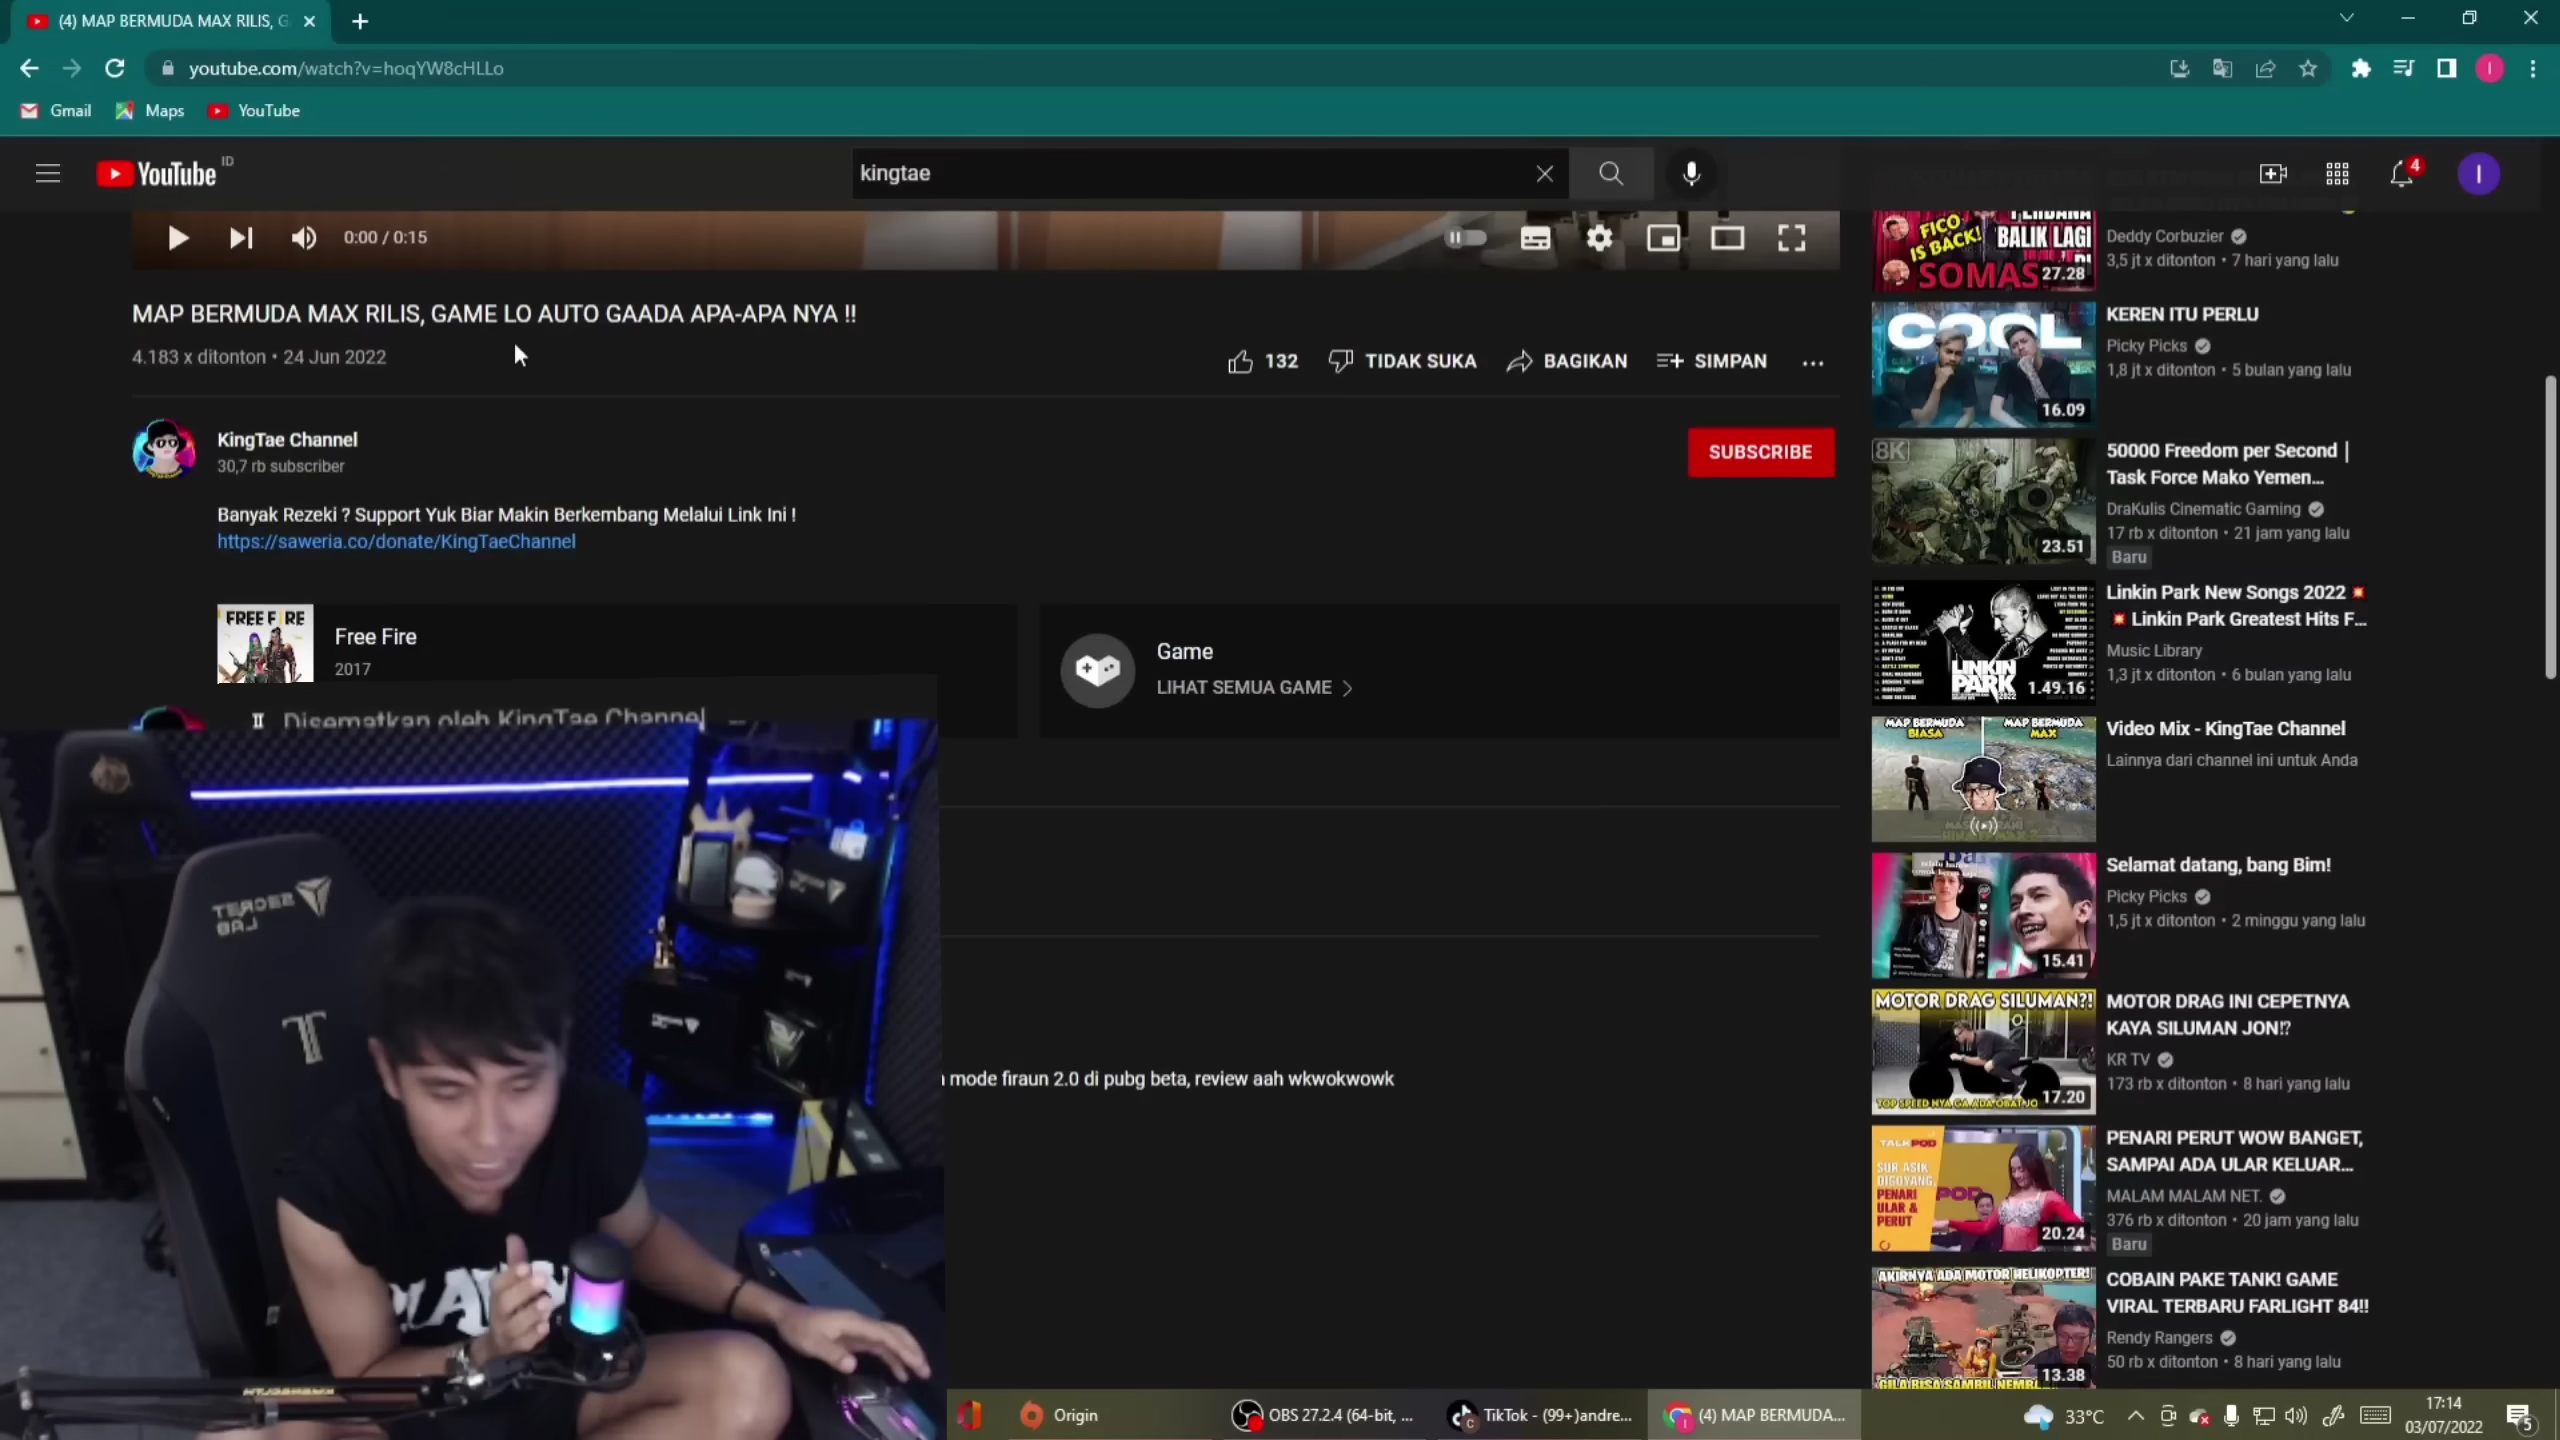 (4) MAP BERMUDA MAX RILIS, G
youtube.com/watch?v=hoqYW8cHLLo
Gmail
Maps
YouTube
YouTube ID
kingtae
4
I
0:00 / 0:15
MAP BERMUDA MAX RILIS, GAME LO AUTO GAADA APA-APA NYA !!
4.183 x ditonton • 24 Jun 2022
132
TIDAK SUKA
BAGIKAN
SIMPAN
KingTae Channel
30,7 rb subscriber
SUBSCRIBE
Banyak Rezeki ? Support Yuk Biar Makin Berkembang Melalui Link Ini !
https://saweria.co/donate/KingTaeChannel
FREE FIRE
Free Fire
2017
Game
LIHAT SEMUA GAME
Disematkan oleh KingTae Channel
mode firaun 2.0 di pubg beta, review aah wkwokwowk
SECRET
LAB
FICO
IS BACK!
BALIK LAGI
SOMAS
27.28
Deddy Corbuzier
3,5 jt x ditonton • 7 hari yang lalu
COOL
16.09
KEREN ITU PERLU
Picky Picks
1,8 jt x ditonton • 5 bulan yang lalu
8K
23.51
50000 Freedom per Second |
Task Force Mako Yemen...
DraKulis Cinematic Gaming
17 rb x ditonton • 21 jam yang lalu
Baru
LINKIN
PARK
1.49.16
Linkin Park New Songs 2022 💥
💥 Linkin Park Greatest Hits F...
Music Library
1,3 jt x ditonton • 6 bulan yang lalu
MAP BERMUDA
BIASA
MAP BERMUDA
MAX
Video Mix - KingTae Channel
Lainnya dari channel ini untuk Anda
15.41
Selamat datang, bang Bim!
Picky Picks
1,5 jt x ditonton • 2 minggu yang lalu
MOTOR DRAG SILUMAN?!
TOP SPEED NYA GA ADA OBAT JO
17.20
MOTOR DRAG INI CEPETNYA
KAYA SILUMAN JON!?
KR TV
173 rb x ditonton • 8 hari yang lalu
TALKPOD
SUR ASIK
DIGOYANG
PENARI
ULAR &
PERUT
POD
20.24
PENARI PERUT WOW BANGET,
SAMPAI ADA ULAR KELUAR...
MALAM MALAM NET.
376 rb x ditonton • 20 jam yang lalu
Baru
AKIRNYA ADA MOTOR HELIKOPTER!
GILA BISA SAMBIL NEMB
13.38
COBAIN PAKE TANK! GAME
VIRAL TERBARU FARLIGHT 84!!
Rendy Rangers
50 rb x ditonton • 8 hari yang lalu
Origin
OBS 27.2.4 (64-bit, ...
TikTok - (99+)andre...
(4) MAP BERMUDA...
33°C
17:14
03/07/2022
5